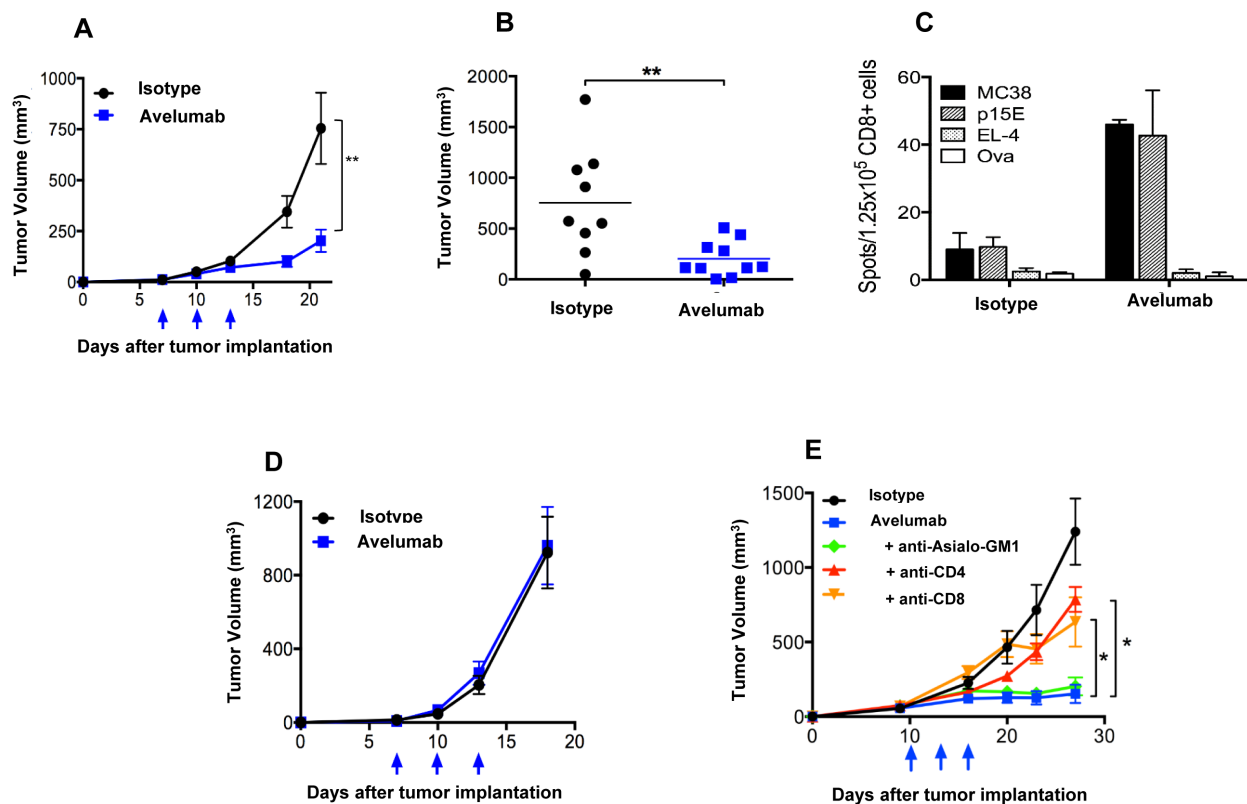 A
Tumor Volume (mm³)
1000
750
500
250
0
Isotype
Avelumab
**
0 5 10 15 20
Days after tumor implantation
B
Tumor Volume (mm³)
2000
1500
1000
500
0
**
Isotype Avelumab
C
Spots/1.25x10⁵ CD8+ cells
60
40
20
0
MC38
p15E
EL-4
Ova
Isotype Avelumab
D
Tumor Volume (mm³)
1200
800
400
0
Isotype
Avelumab
0 5 10 15 20
Days after tumor implantation
E
Tumor Volume (mm³)
1500
1000
500
0
Isotype
Avelumab
+ anti-Asialo-GM1
+ anti-CD4
+ anti-CD8
*
*
0 10 20 30
Days after tumor implantation